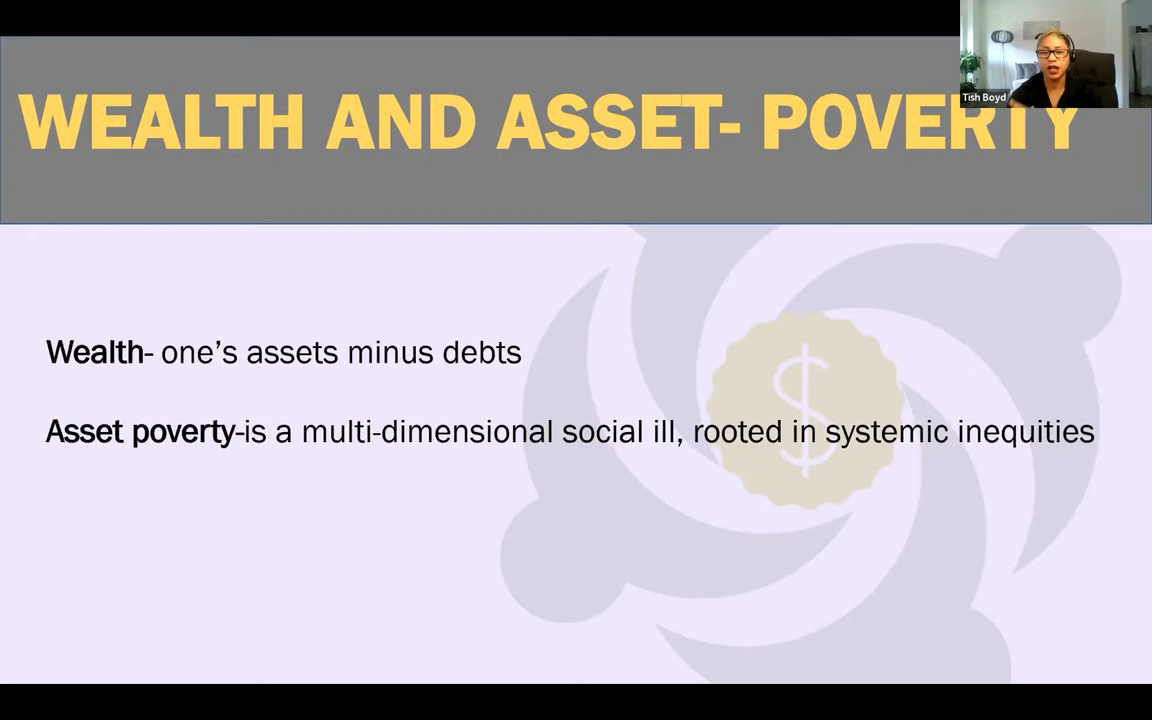 WEALTH AND ASSET- POVERTY
Tish Boyd
Wealth- one’s assets minus debts
Asset poverty-is a multi-dimensional social ill, rooted in systemic inequities
$